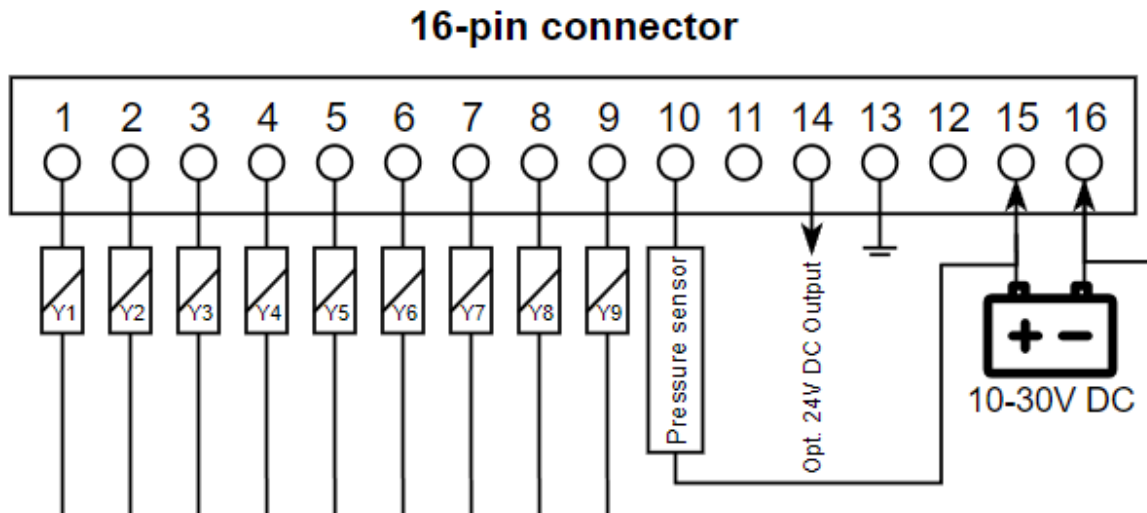 16-pin connector
1 2 3 4 5 6 7 8 9 10 11 14 13 12 15 16
Y1 Y2 Y3 Y4 Y5 Y6 Y7 Y8 Y9
Pressure sensor
Opt. 24V DC Output
10-30V DC